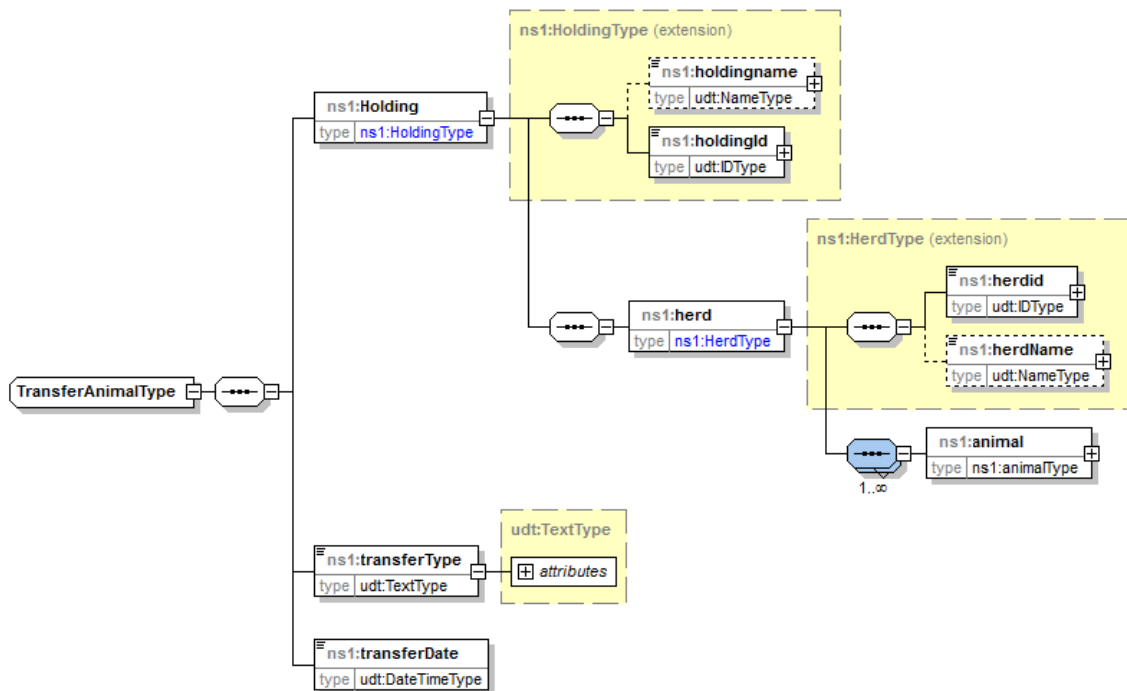 ns1:HoldingType (extension)
ns1:holdingname
type udt:NameType
ns1:Holding
type ns1:HoldingType
ns1:holdingId
type udt:IDType
ns1:HerdType (extension)
ns1:herdid
type udt:IDType
ns1:herd
type ns1:HerdType
ns1:herdName
type udt:NameType
TransferAnimalType
ns1:animal
type ns1:animalType
1..∞
udt:TextType
ns1:transferType
type udt:TextType
attributes
ns1:transferDate
type udt:DateTimeType